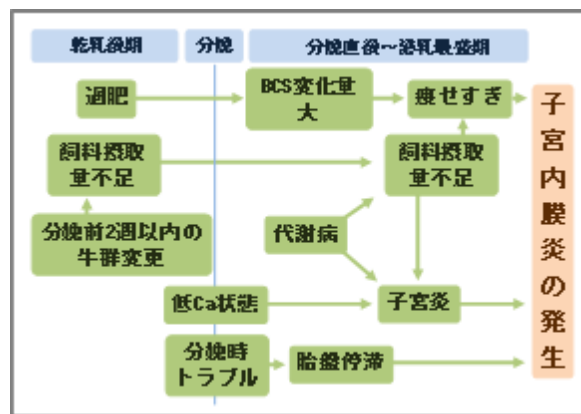 乾乳後期
分娩
分娩直後～泌乳最盛期
過肥
BCS変化量
大
痩せすぎ
飼料摂取
量不足
飼料摂取
量不足
分娩前2週以内の
牛群変更
代謝病
低Ca状態
子宮炎
分娩時
トラブル
胎盤停滞
子宮内膜炎の発生